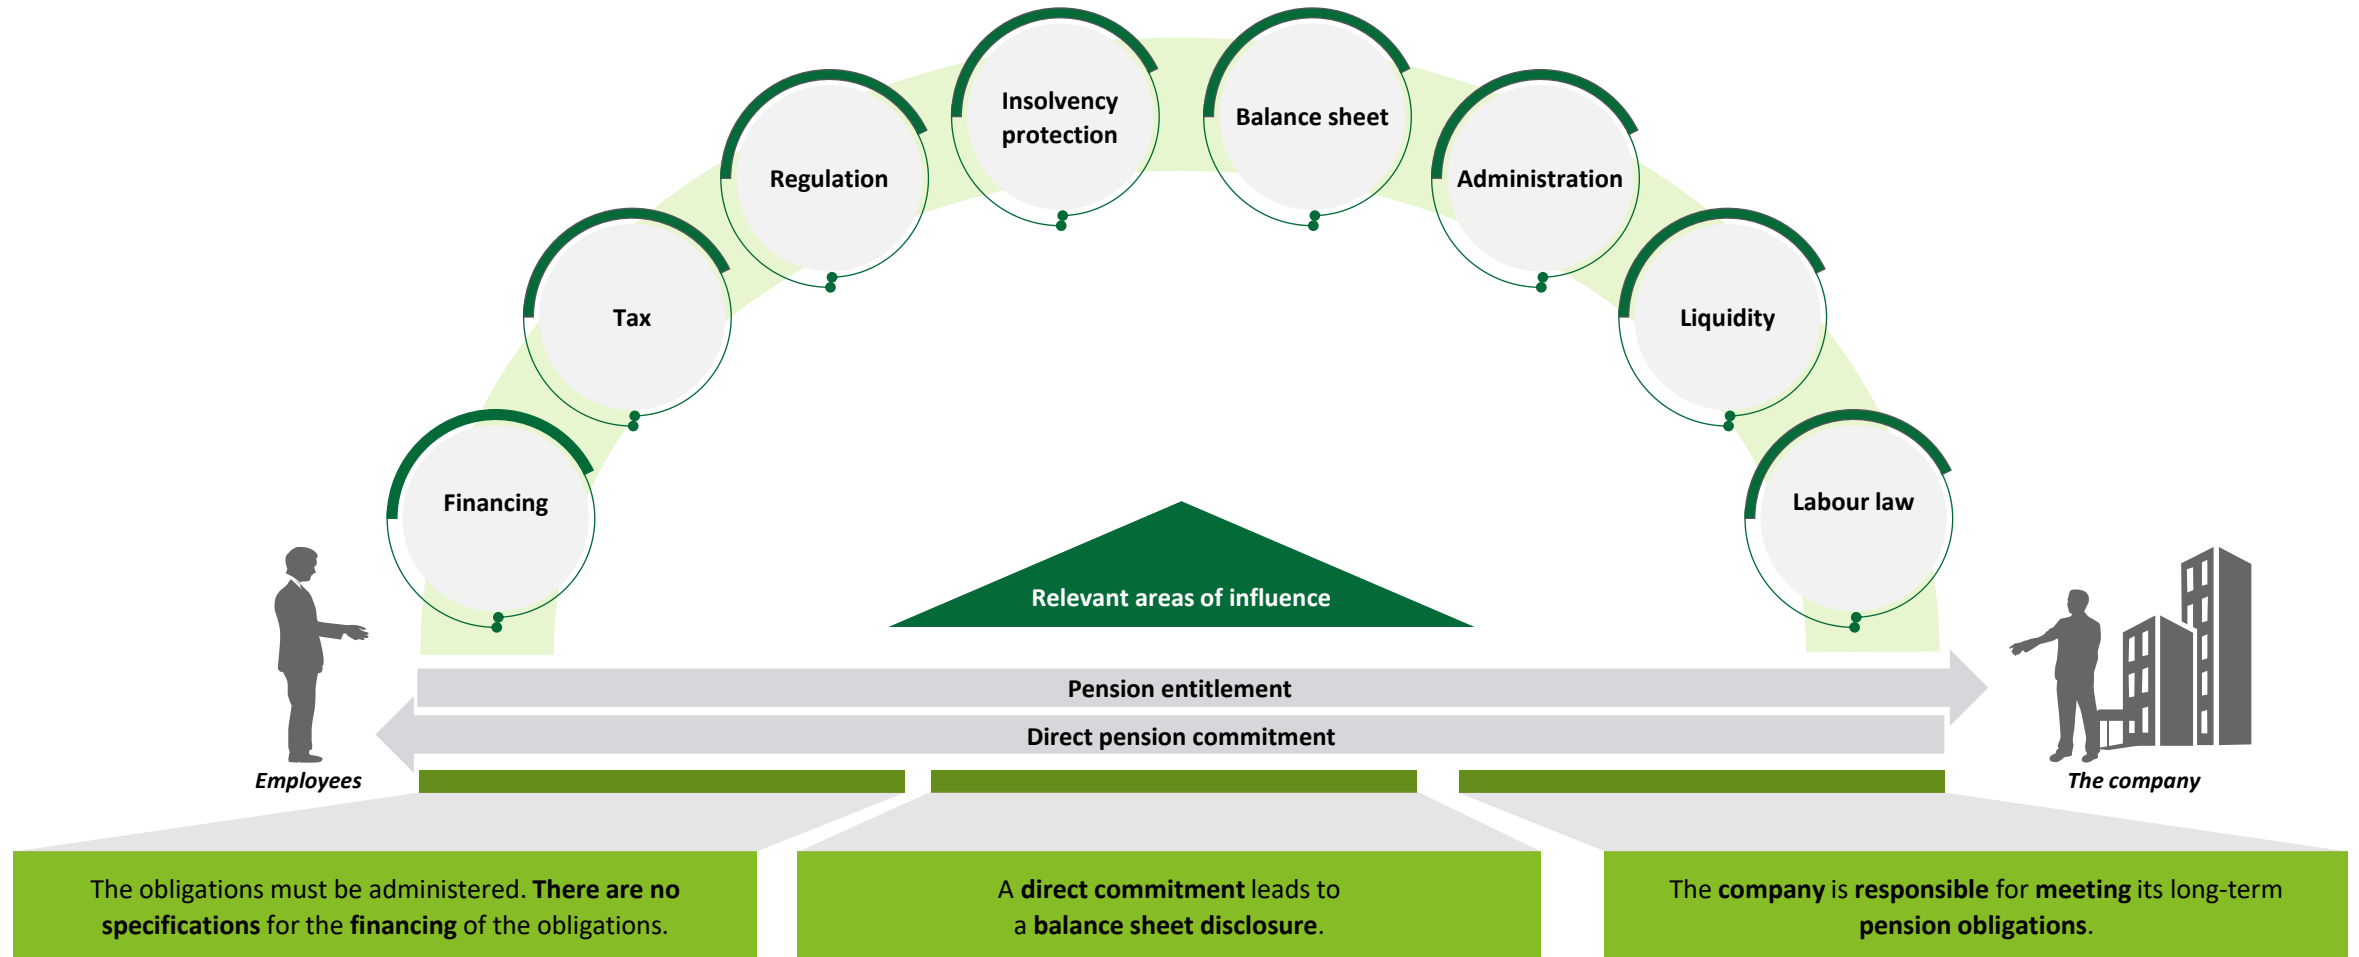 Insolvency
protection
Balance sheet
Regulation
Administration
Tax
Liquidity
Financing
Labour law
Relevant areas of influence
Pension entitlement
Direct pension commitment
Employees
The company
The obligations must be administered. There are no
specifications for the financing of the obligations.
A direct commitment leads to
a balance sheet disclosure.
The company is responsible for meeting its long-term
pension obligations.